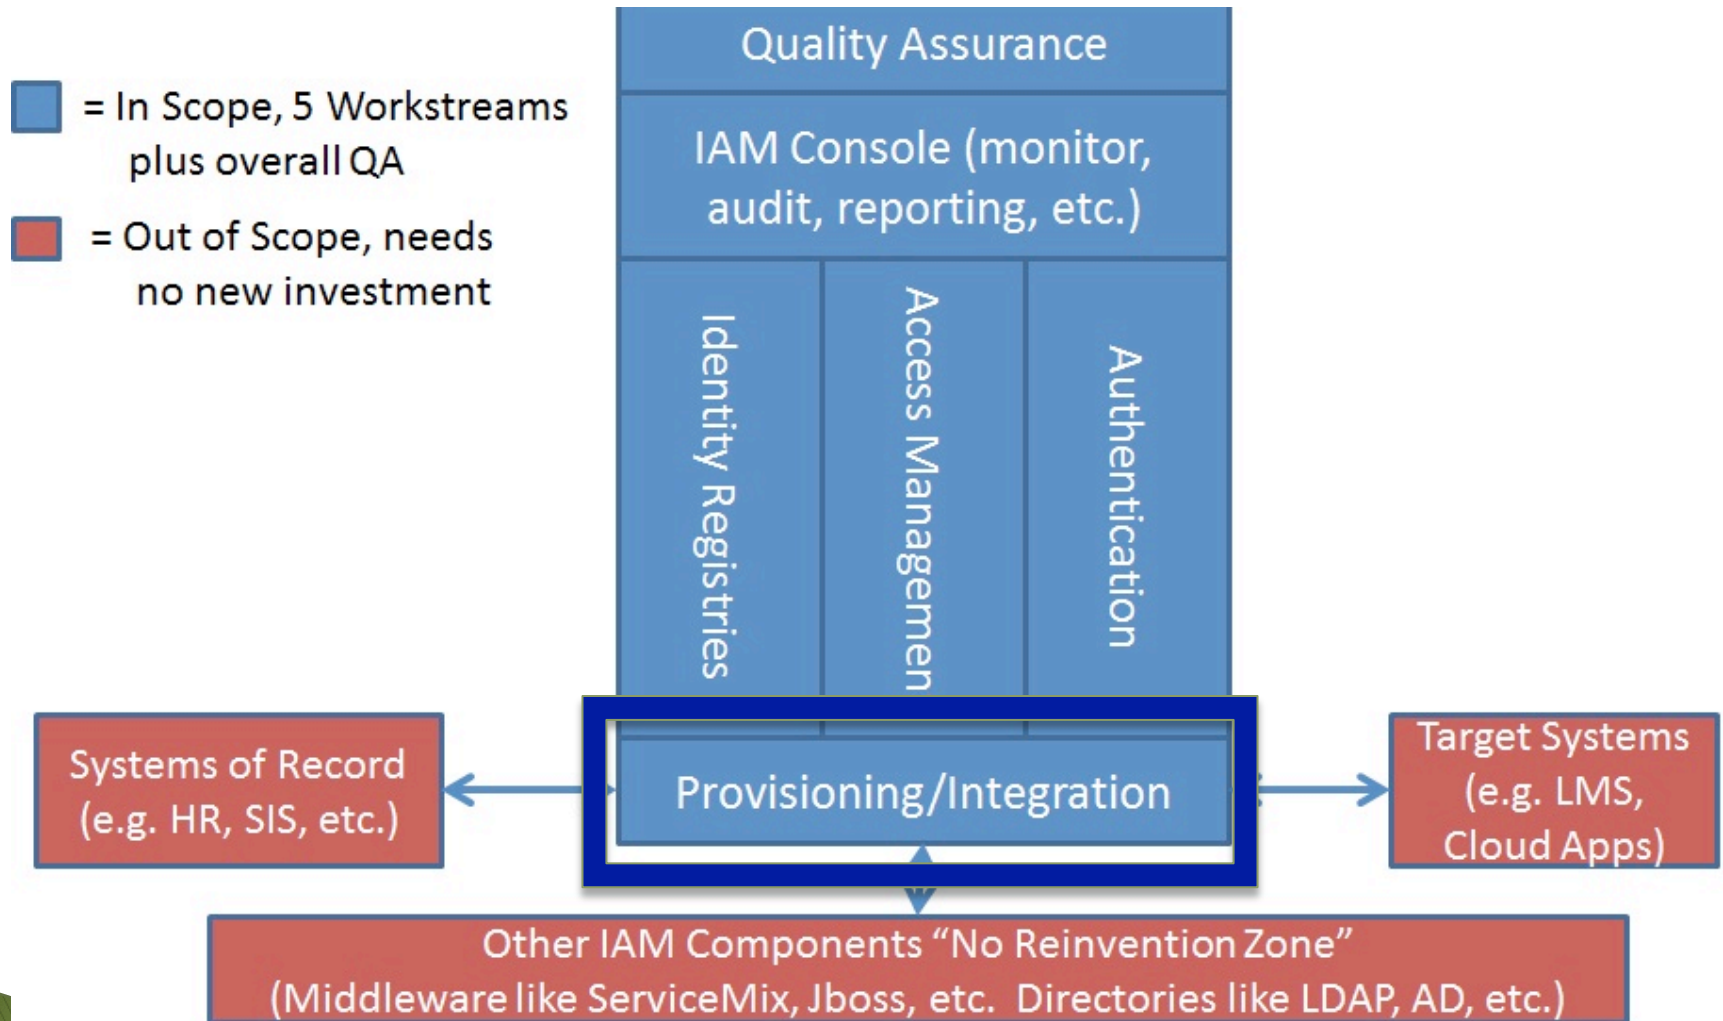 Quality Assurance
= In Scope, 5 Workstreams
plus overall QA
= Out of Scope, needs
no new investment
IAM Console (monitor,
audit, reporting, etc.)
Identity Registries
Access Managemen
Authentication
Systems of Record
(e.g. HR, SIS, etc.)
Provisioning/Integration
Target Systems
(e.g. LMS,
Cloud Apps)
Other IAM Components “No Reinvention Zone”
(Middleware like ServiceMix, Jboss, etc. Directories like LDAP, AD, etc.)